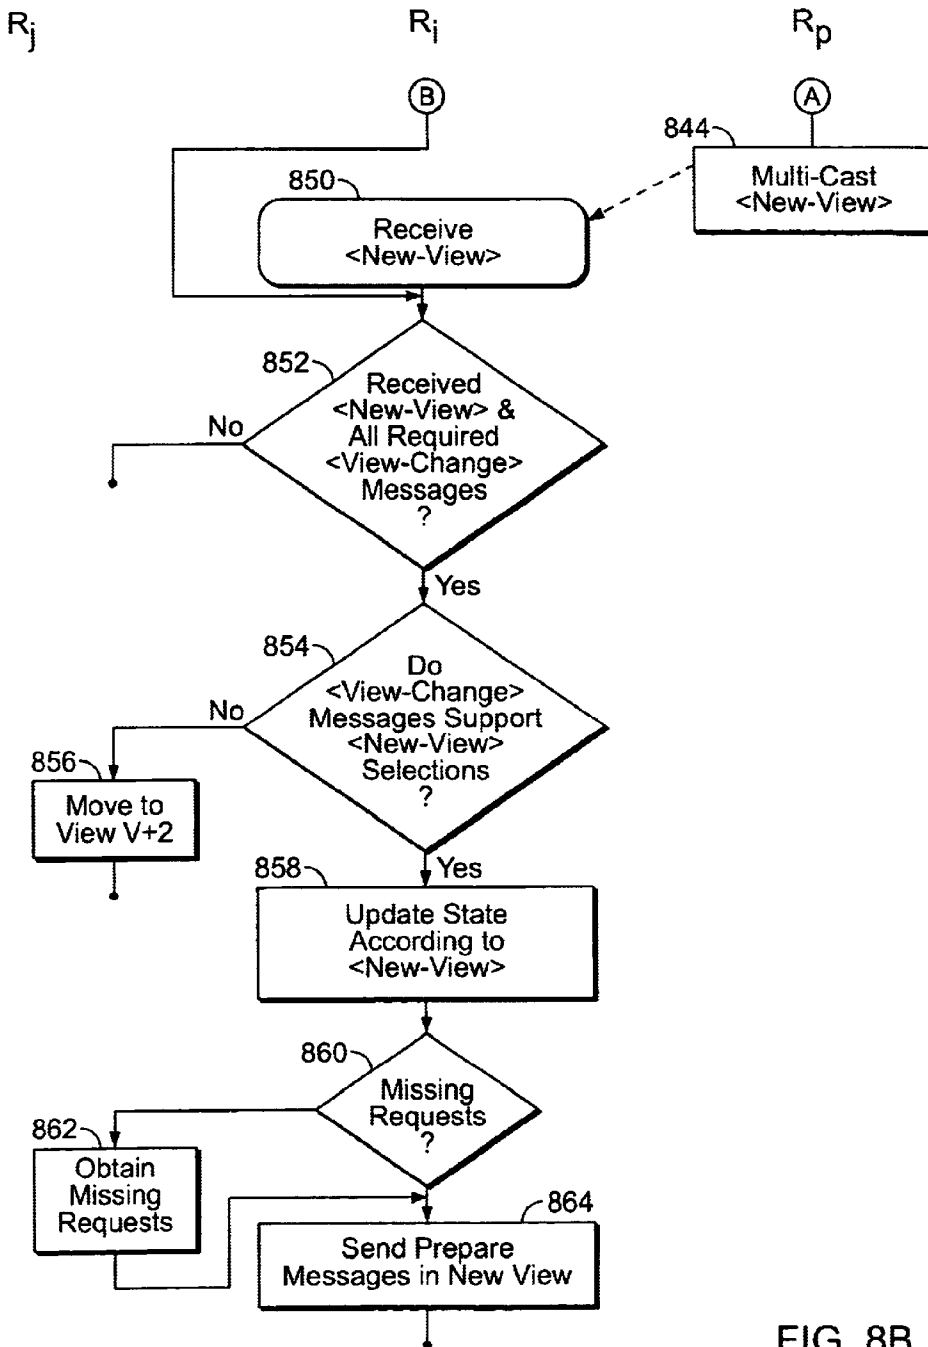 Rj
Ri
Rp
B
A
844
Multi-Cast
<New-View>
850
Receive
<New-View>
852
Received
<New-View> &
All Required
<View-Change>
Messages
?
No
Yes
854
Do
<View-Change>
Messages Support
<New-View>
Selections
?
No
856
Move to
View V+2
Yes
858
Update State
According to
<New-View>
860
Missing
Requests
?
862
Obtain
Missing
Requests
864
Send Prepare
Messages in New View
FIG. 8B